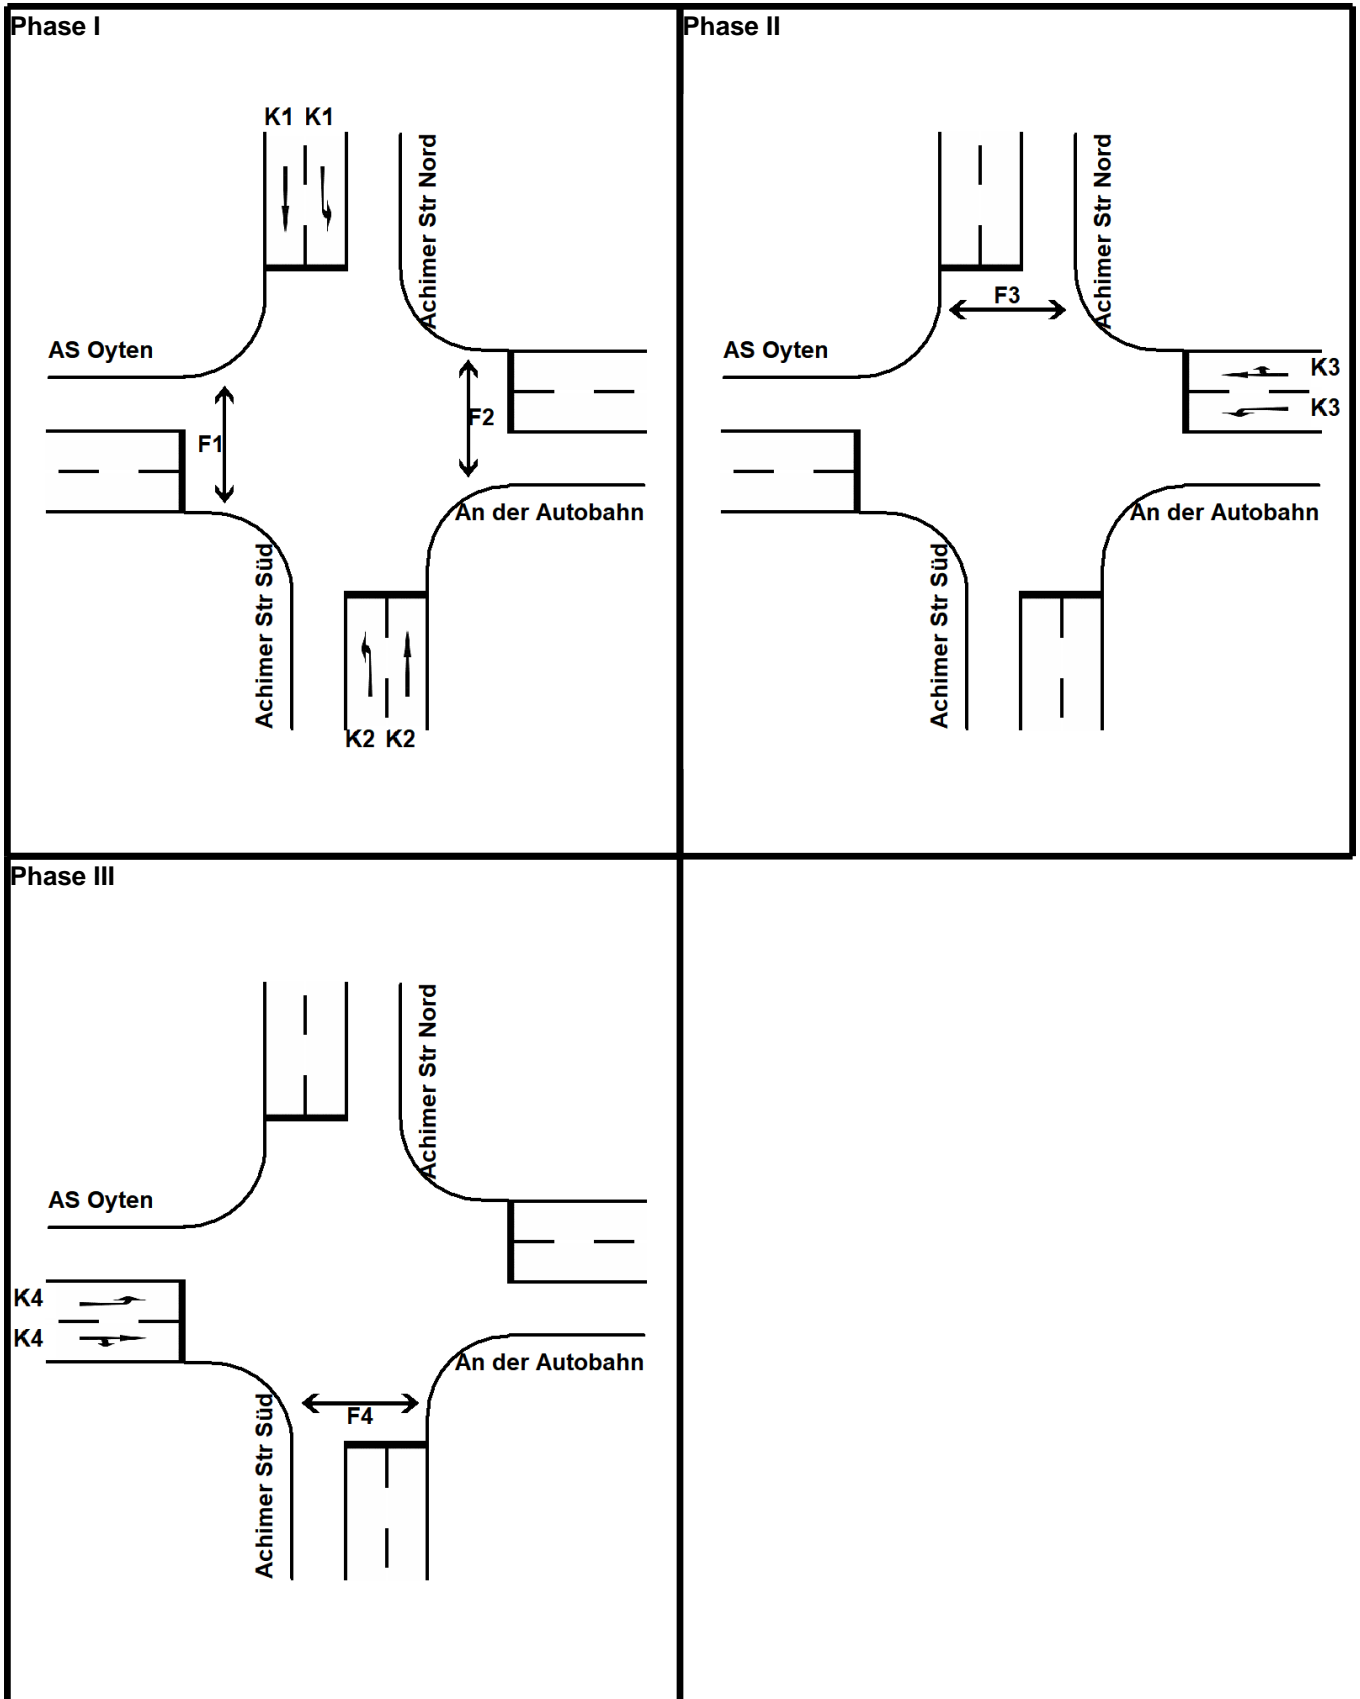 Phase I
K1 K1
Achimer Str Nord
AS Oyten
F1
F2
An der Autobahn
Achimer Str Süd
K2 K2
Phase II
Achimer Str Nord
F3
AS Oyten
K3
K3
An der Autobahn
Achimer Str Süd
Phase III
Achimer Str Nord
AS Oyten
K4
K4
An der Autobahn
F4
Achimer Str Süd